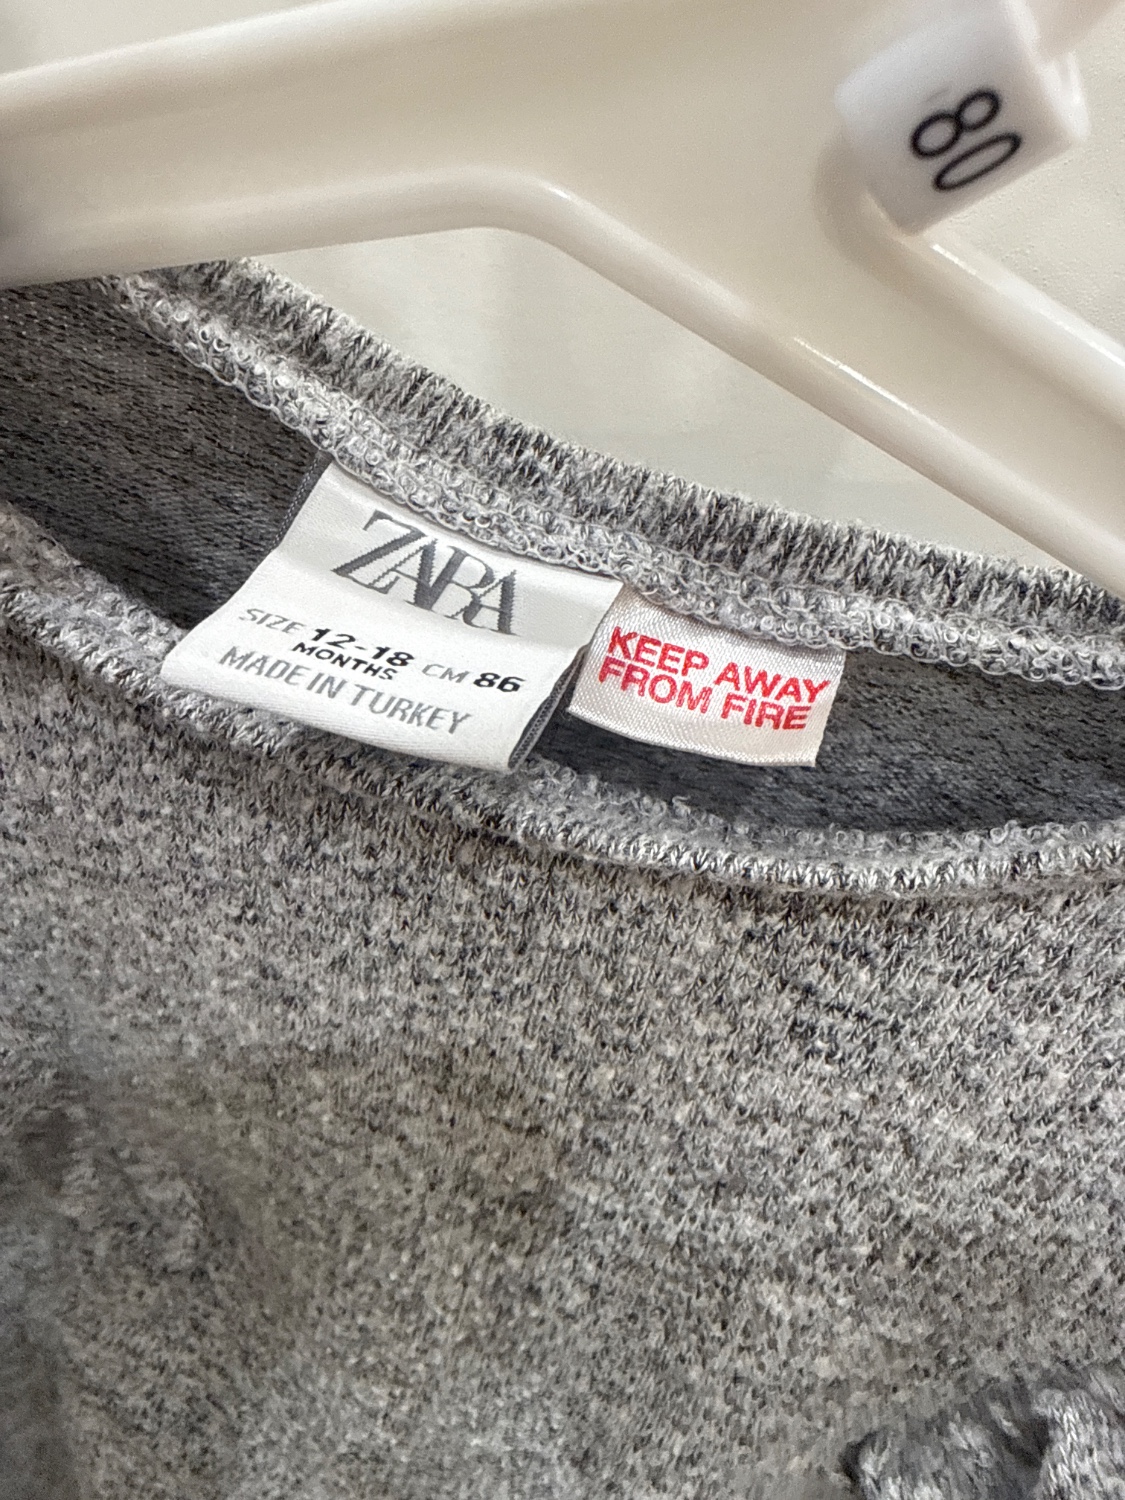 80
ZARA
SIZE 12-18 MONTHS CM 86
MADE IN TURKEY
KEEP AWAY
FROM FIRE